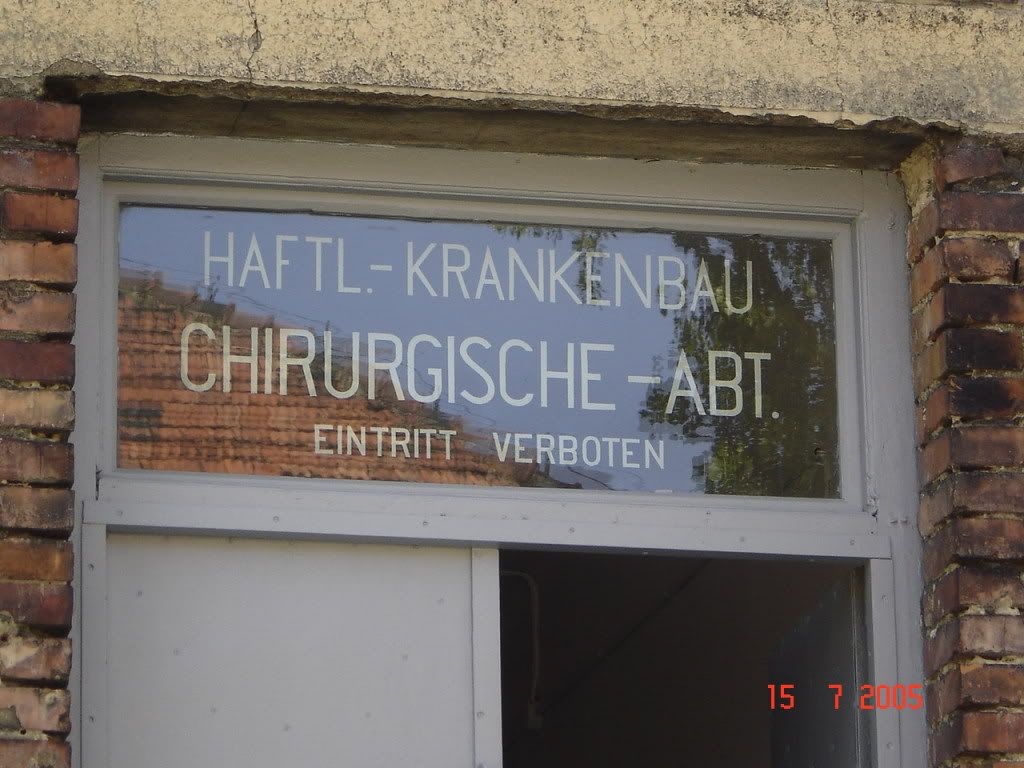 HAFTL.-KRANKENBAU
CHIRURGISCHE-ABT.
EINTRITT VERBOTEN
15 7 2005